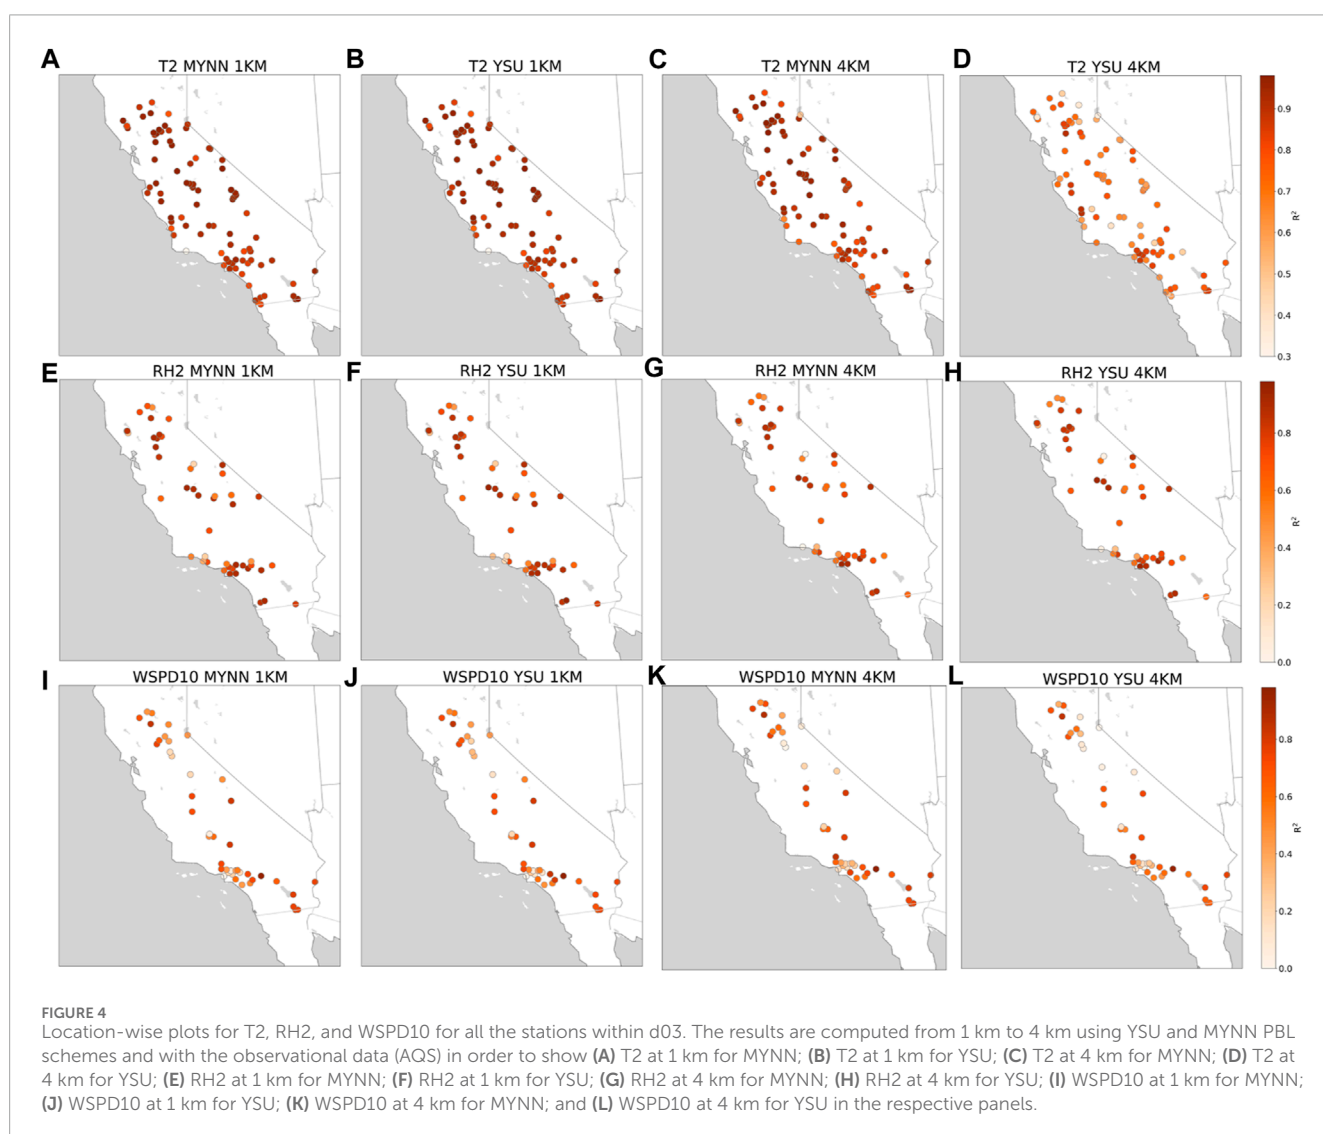 A
T2 MYNN 1KM
B
T2 YSU 1KM
C
T2 MYNN 4KM
D
T2 YSU 4KM
0.9
0.8
0.7
0.6
0.5
0.4
0.3
R²
E
RH2 MYNN 1KM
F
RH2 YSU 1KM
G
RH2 MYNN 4KM
H
RH2 YSU 4KM
0.8
0.6
0.4
0.2
0.0
R²
I
WSPD10 MYNN 1KM
J
WSPD10 YSU 1KM
K
WSPD10 MYNN 4KM
L
WSPD10 YSU 4KM
0.8
0.6
0.4
0.2
0.0
R²
FIGURE 4
Location-wise plots for T2, RH2, and WSPD10 for all the stations within d03. The results are computed from 1 km to 4 km using YSU and MYNN PBL
schemes and with the observational data (AQS) in order to show (A) T2 at 1 km for MYNN; (B) T2 at 1 km for YSU; (C) T2 at 4 km for MYNN; (D) T2 at
4 km for YSU; (E) RH2 at 1 km for MYNN; (F) RH2 at 1 km for YSU; (G) RH2 at 4 km for MYNN; (H) RH2 at 4 km for YSU; (I) WSPD10 at 1 km for MYNN;
(J) WSPD10 at 1 km for YSU; (K) WSPD10 at 4 km for MYNN; and (L) WSPD10 at 4 km for YSU in the respective panels.